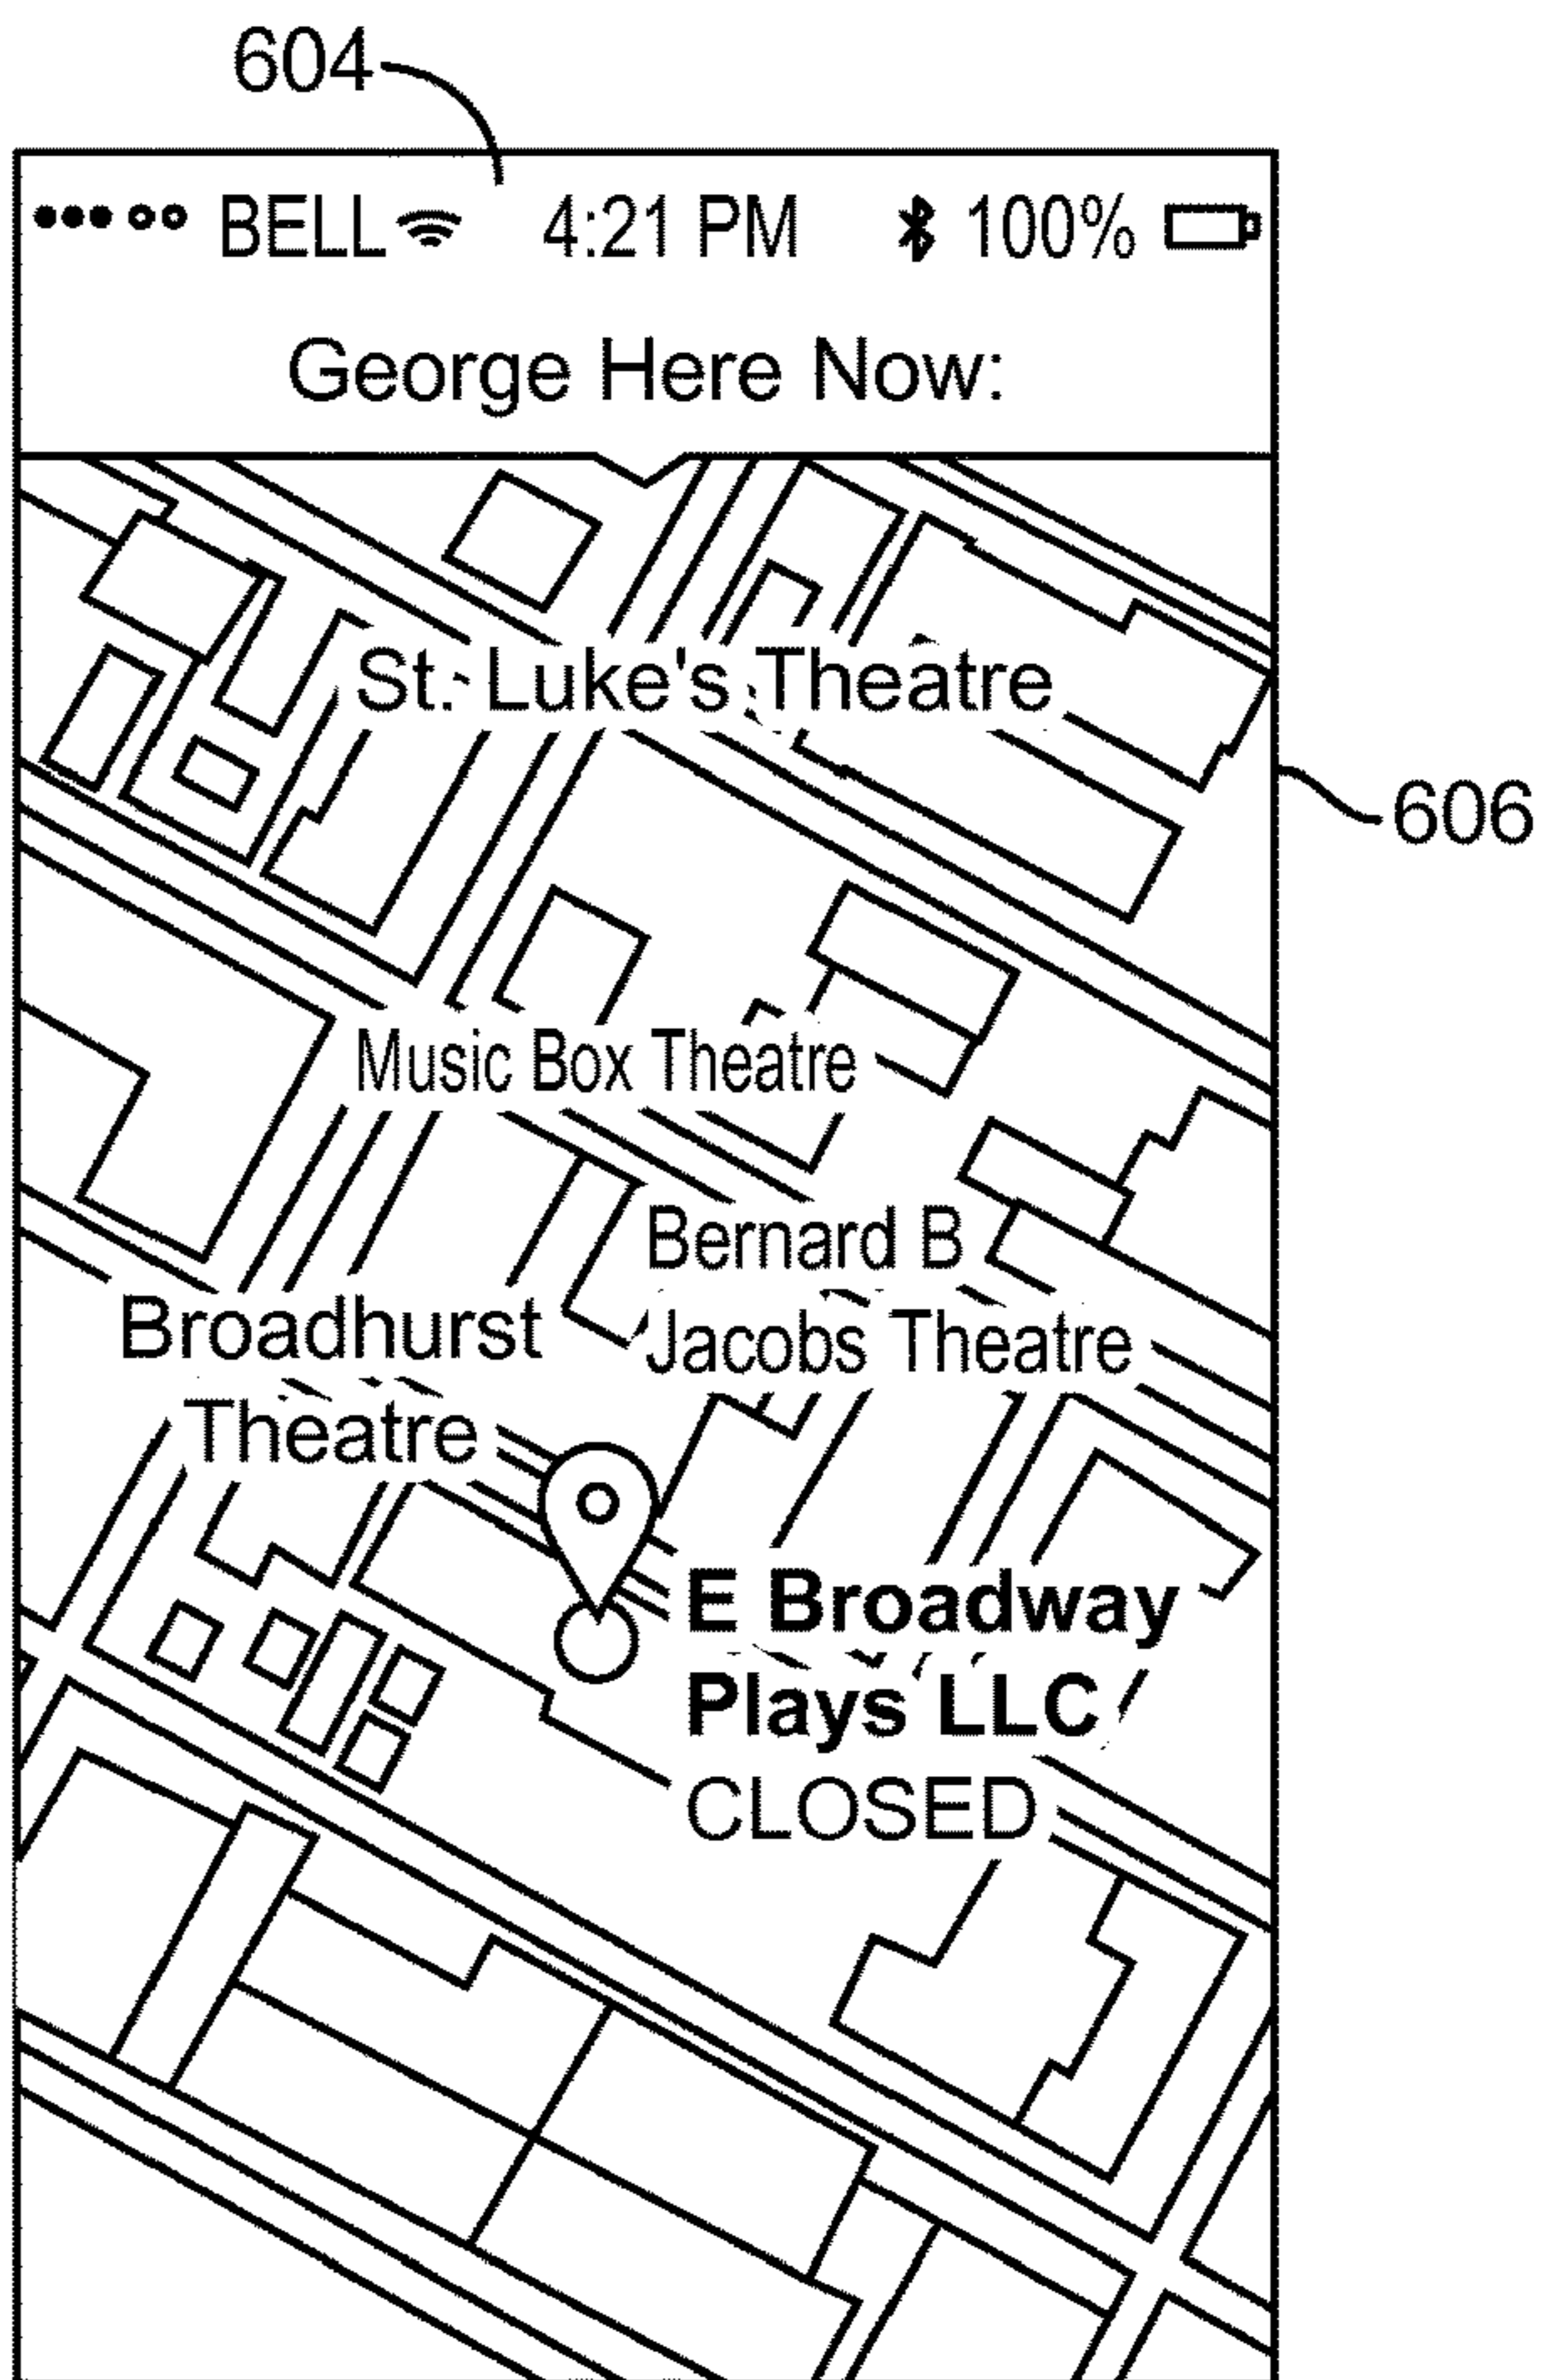 604
BELL 4:21 PM 100%
George Here Now:
St. Luke's Theatre
606
Music Box Theatre
Bernard B
Jacobs Theatre
Broadhurst
Theatre
E Broadway
Plays LLC
CLOSED